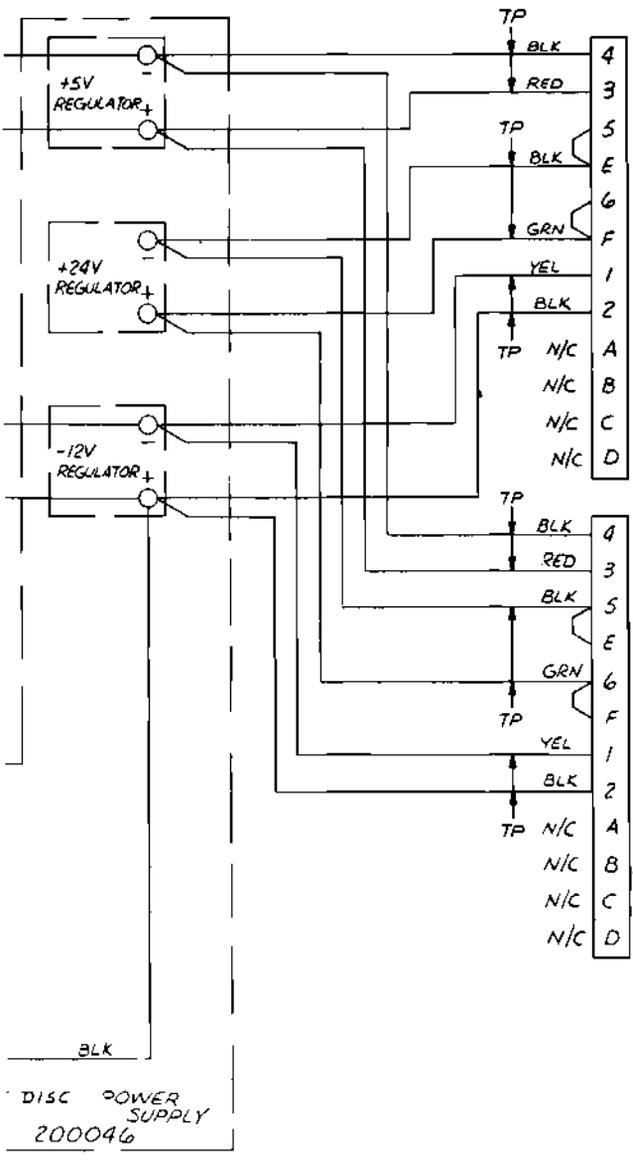 TP
BLK 4
RED 3
+5V
REGULATOR
-
+
5
TP
BLK E
6
GRN F
+24V
REGULATOR
-
+
YEL 1
BLK 2
TP
N/C A
N/C B
N/C C
N/C D
-12V
REGULATOR
-
+
TP
BLK 4
RED 3
BLK 5
E
GRN 6
TP
F
YEL 1
BLK 2
TP
N/C A
N/C B
N/C C
N/C D
BLK
DISC POWER
SUPPLY
200046